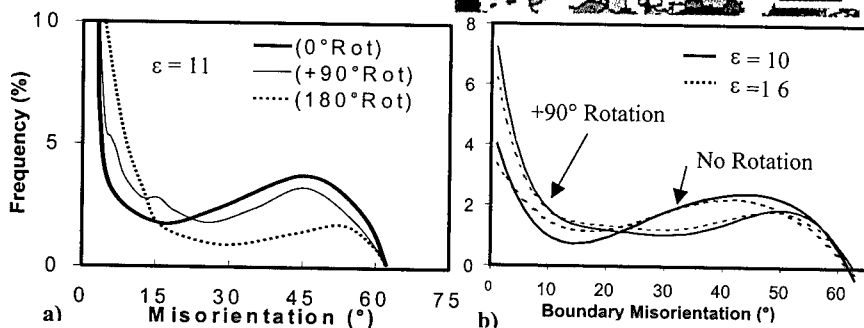 Frequency (%)
10
5
0
ε = 11
(0°Rot)
(+90°Rot)
(180°Rot)
0 15 30 45 60 75
a)
Misorientation (°)
8
6
4
2
0
ε = 10
ε =16
+90° Rotation
No Rotation
0 10 20 30 40 50 60
b)
Boundary Misorientation (°)